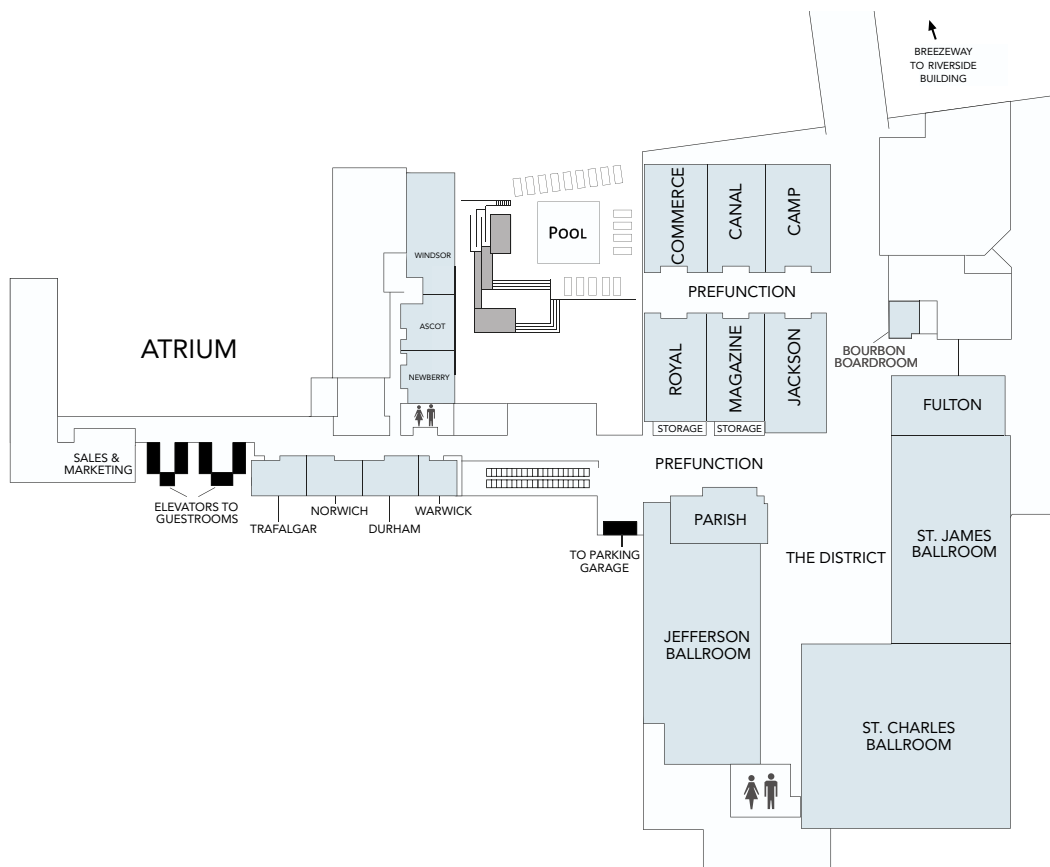 BREEZEWAY
TO RIVERSIDE
BUILDING
COMMERCE
CANAL
CAMP
POOL
WINDSOR
PREFUNCTION
ASCOT
ATRIUM
ROYAL
MAGAZINE
JACKSON
BOURBON
BOARDROOM
NEWBERRY
FULTON
STORAGE
STORAGE
SALES &
MARKETING
PREFUNCTION
ELEVATORS TO
GUESTROOMS
TRAFALGAR
NORWICH
DURHAM
WARWICK
PARISH
TO PARKING
GARAGE
THE DISTRICT
ST. JAMES
BALLROOM
JEFFERSON
BALLROOM
ST. CHARLES
BALLROOM